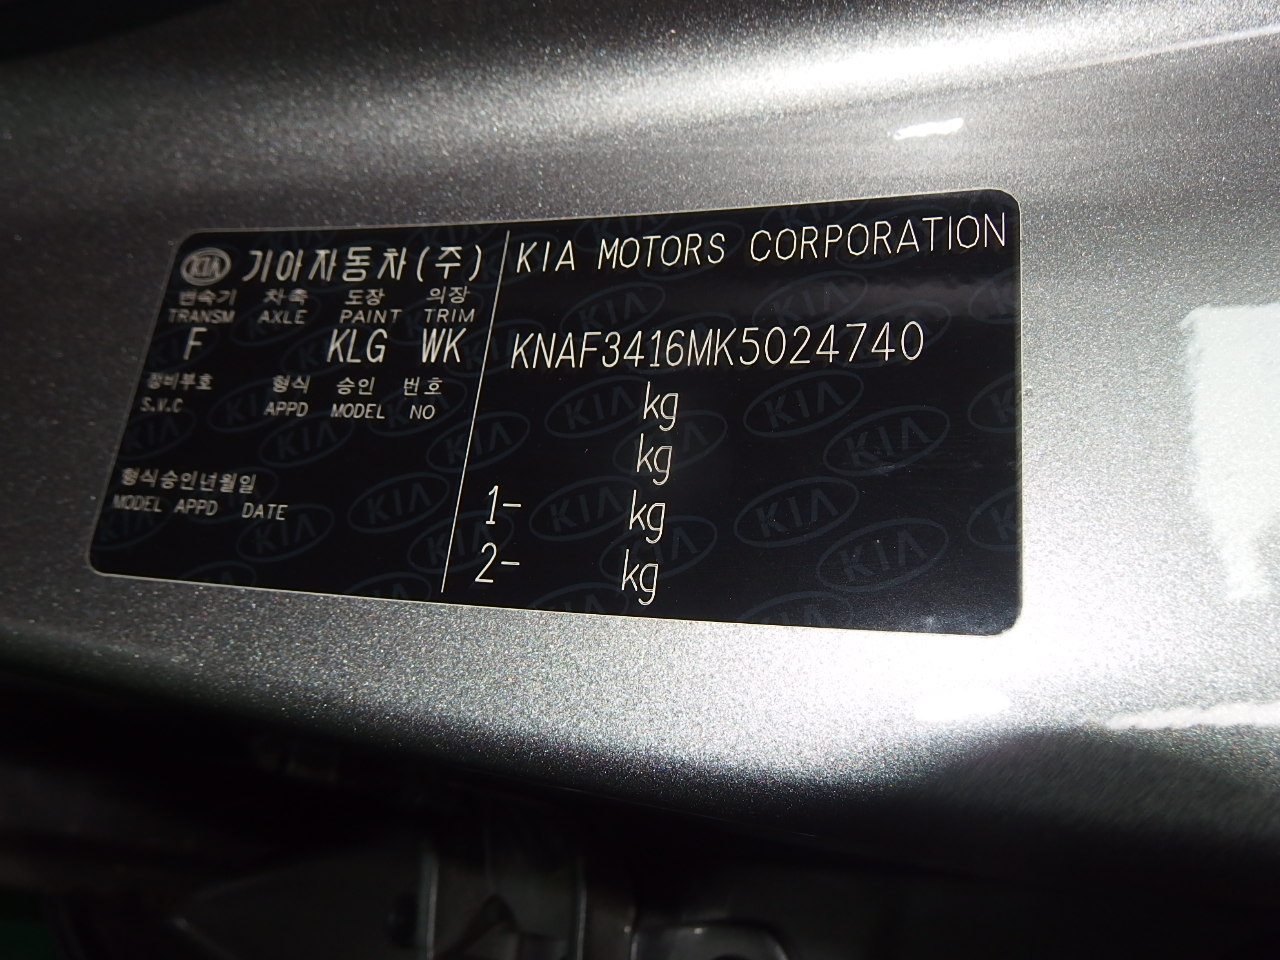 KIA 기아자동차(주) KIA MOTORS CORPORATION
변속기 차축 도장 의장
TRANSM AXLE PAINT TRIM
F KLG WK
KNAF3416MK5024740
정비부호 형식 승인 번호
S.V.C APPD MODEL NO
kg
kg
형식승인년월일
MODEL APPD DATE
1- kg
2- kg